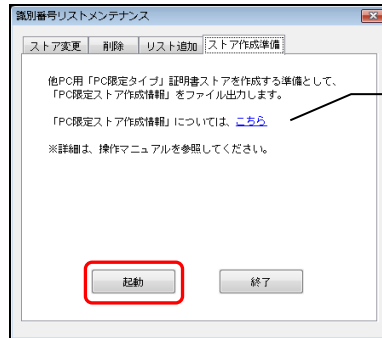 識別番号リストメンテナンス
ストア変更 削除 リスト追加 ストア作成準備
他PC用「PC限定タイプ」証明書ストアを作成する準備として、
「PC限定ストア作成情報」をファイル出力します。
「PC限定ストア作成情報」については、こちら
※詳細は、操作マニュアルを参照してください。
起動 終了